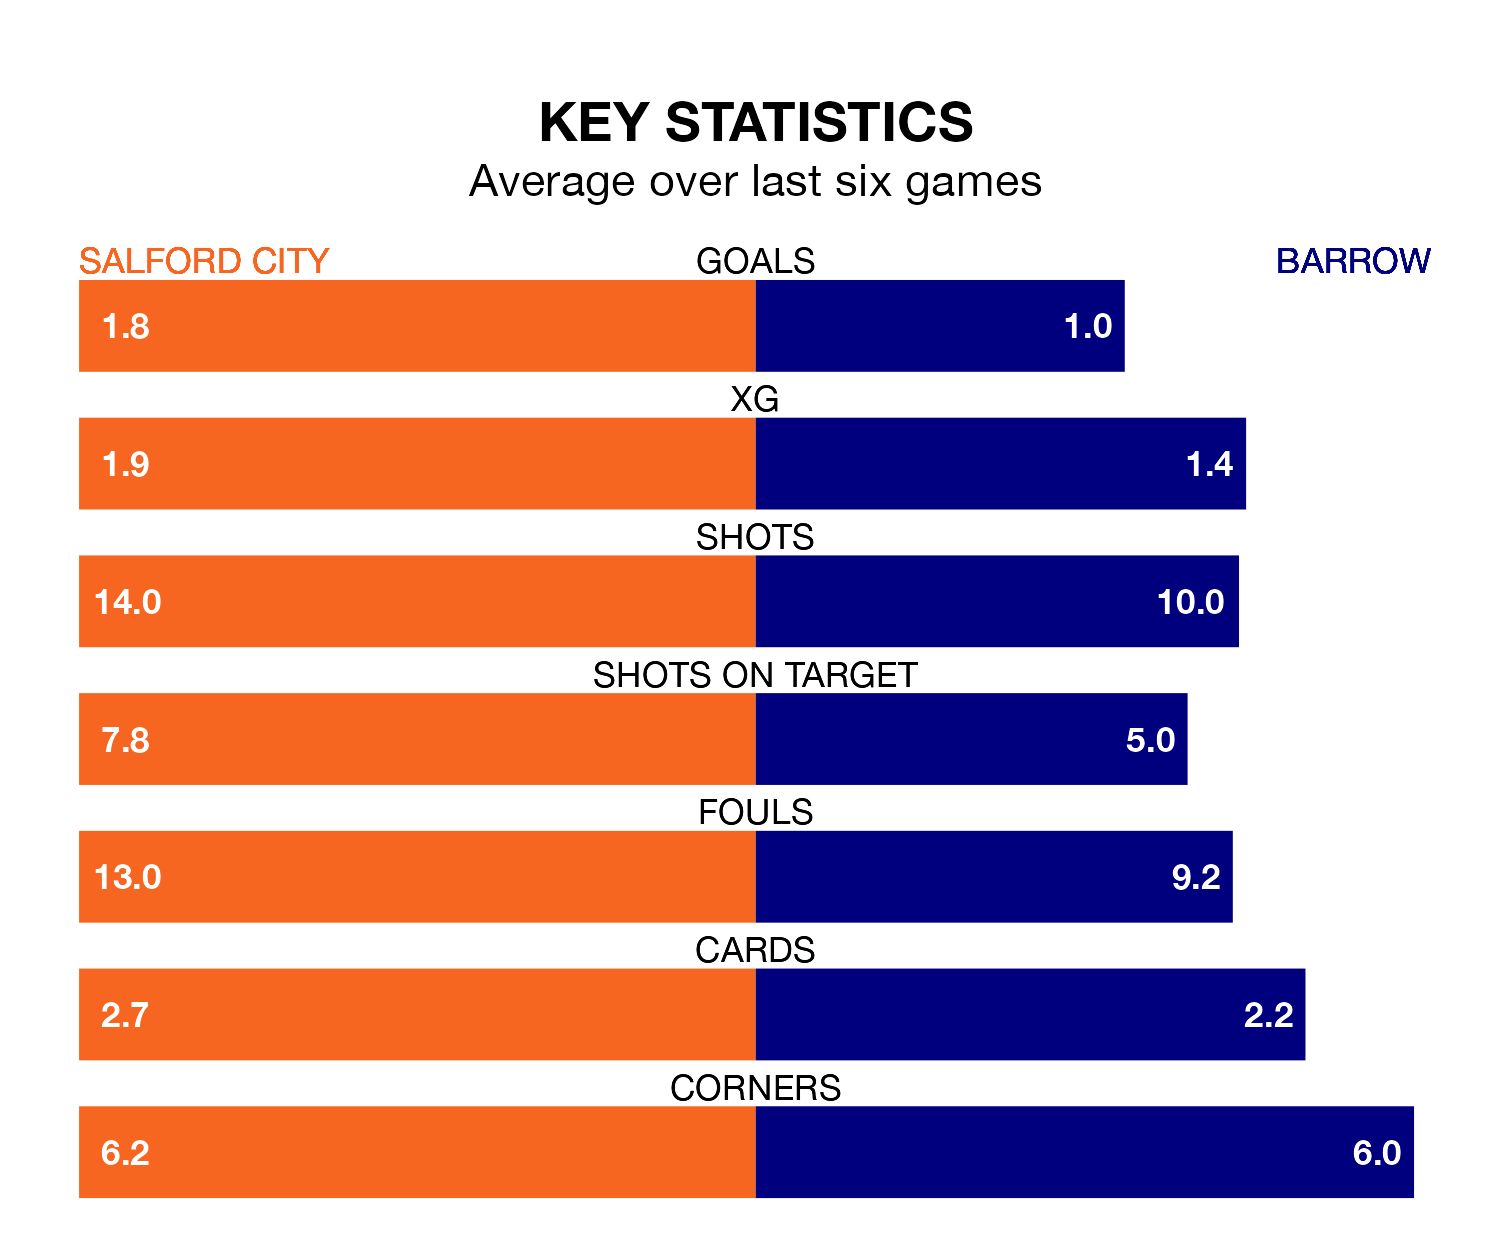 KEY STATISTICS
Average over last six games
SALFORD CITY GOALS BARROW
1.8 1.0
XG
1.9 1.4
SHOTS
14.0 10.0
SHOTS ON TARGET
7.8 5.0
FOULS
13.0 9.2
CARDS
2.7 2.2
CORNERS
6.2 6.0